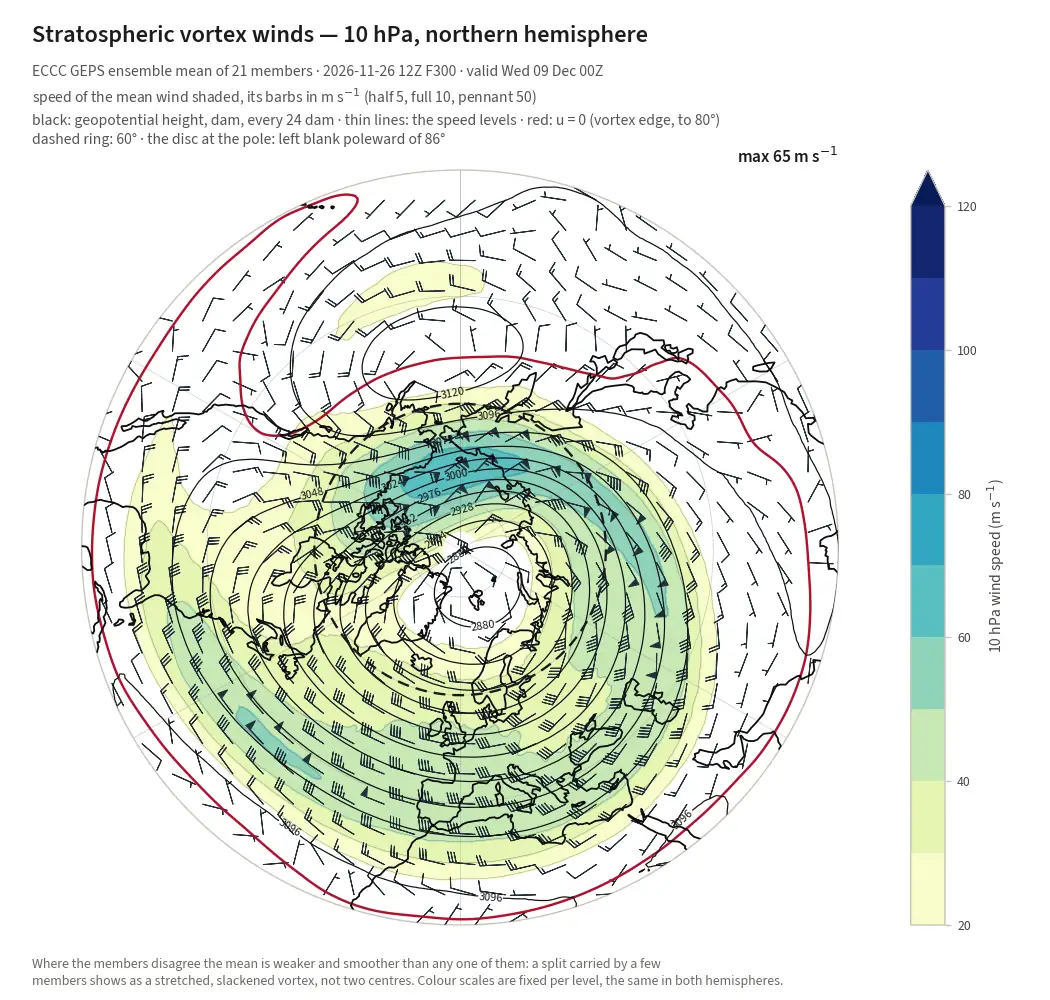 Stratospheric vortex winds — 10 hPa, northern hemisphere
ECCC GEPS ensemble mean of 21 members · 2026-11-26 12Z F300 · valid Wed 09 Dec 00Z
speed of the mean wind shaded, its barbs in m s⁻¹ (half 5, full 10, pennant 50)
black: geopotential height, dam, every 24 dam · thin lines: the speed levels · red: u = 0 (vortex edge, to 80°)
dashed ring: 60° · the disc at the pole: left blank poleward of 86°
max 65 m s⁻¹
120
100
80
60
40
20
10 hPa wind speed (m s⁻¹)
3120
3096
3000
3024
2976
3048
2928
2880
3096
3096
3096
Where the members disagree the mean is weaker and smoother than any one of them: a split carried by a few
members shows as a stretched, slackened vortex, not two centres. Colour scales are fixed per level, the same in both hemispheres.